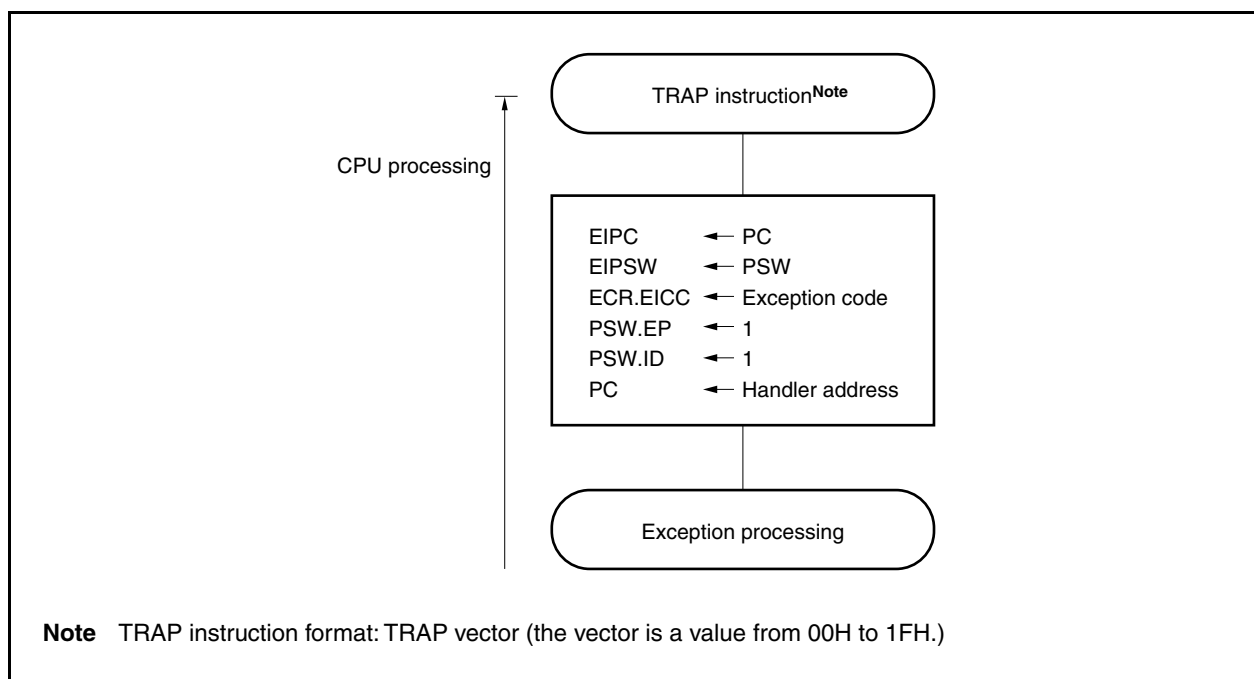 TRAP instructionNote
CPU processing
EIPC ← PC
EIPSW ← PSW
ECR.EICC ← Exception code
PSW.EP ← 1
PSW.ID ← 1
PC ← Handler address
Exception processing
Note TRAP instruction format: TRAP vector (the vector is a value from 00H to 1FH.)